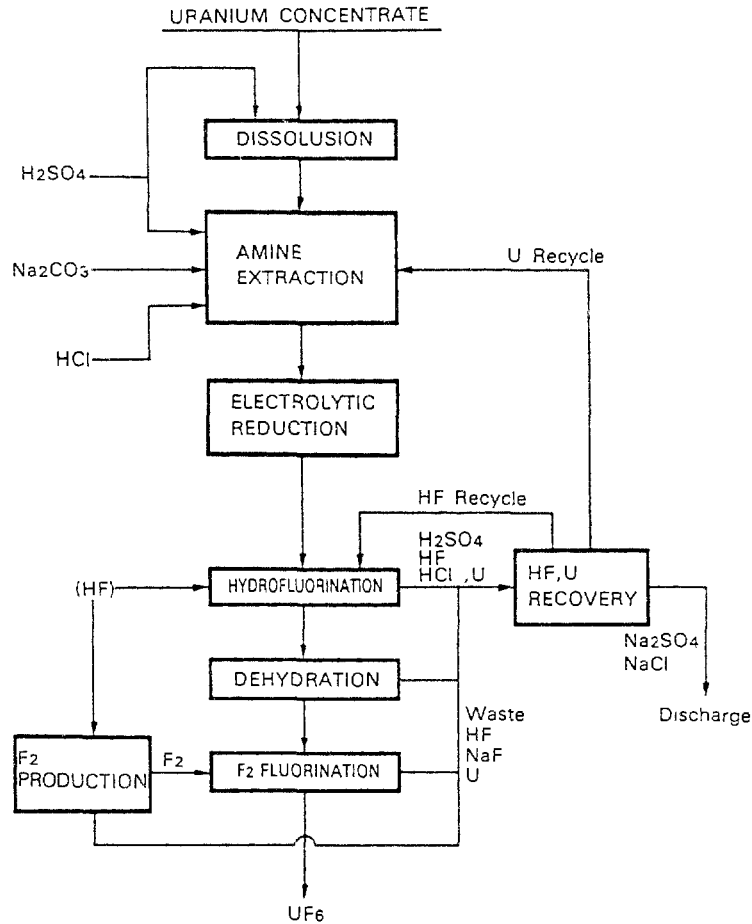 URANIUM CONCENTRATE
DISSOLUSION
H2SO4
AMINE
EXTRACTION
U Recycle
Na2CO3
HCl
ELECTROLYTIC
REDUCTION
HF Recycle
H2SO4
HF
HCl ,U
(HF)
HYDROFLUORINATION
HF,U
RECOVERY
Na2SO4
NaCl
Discharge
DEHYDRATION
Waste
HF
NaF
U
F2
PRODUCTION
F2
F2 FLUORINATION
UF6